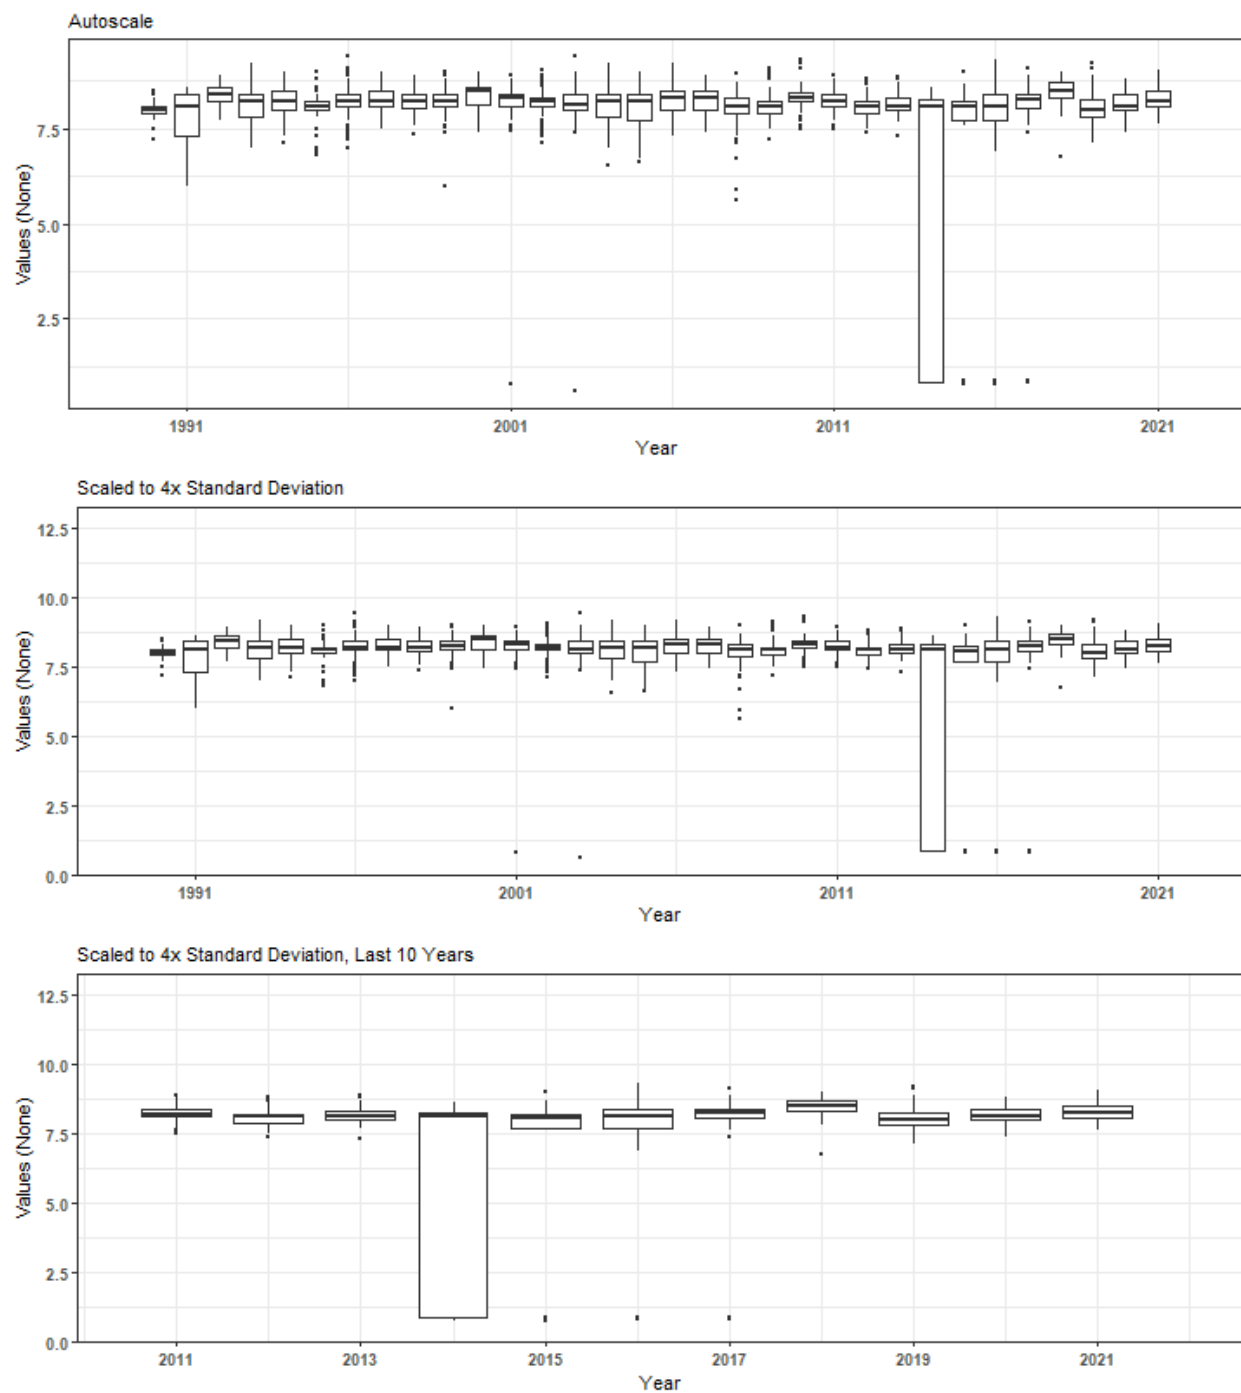 Autoscale
Values (None)
7.5
5.0
2.5
1991 2001 2011 2021
Year
Scaled to 4x Standard Deviation
Values (None)
12.5
10.0
7.5
5.0
2.5
0.0
1991 2001 2011 2021
Year
Scaled to 4x Standard Deviation, Last 10 Years
Values (None)
12.5
10.0
7.5
5.0
2.5
0.0
2011 2013 2015 2017 2019 2021
Year